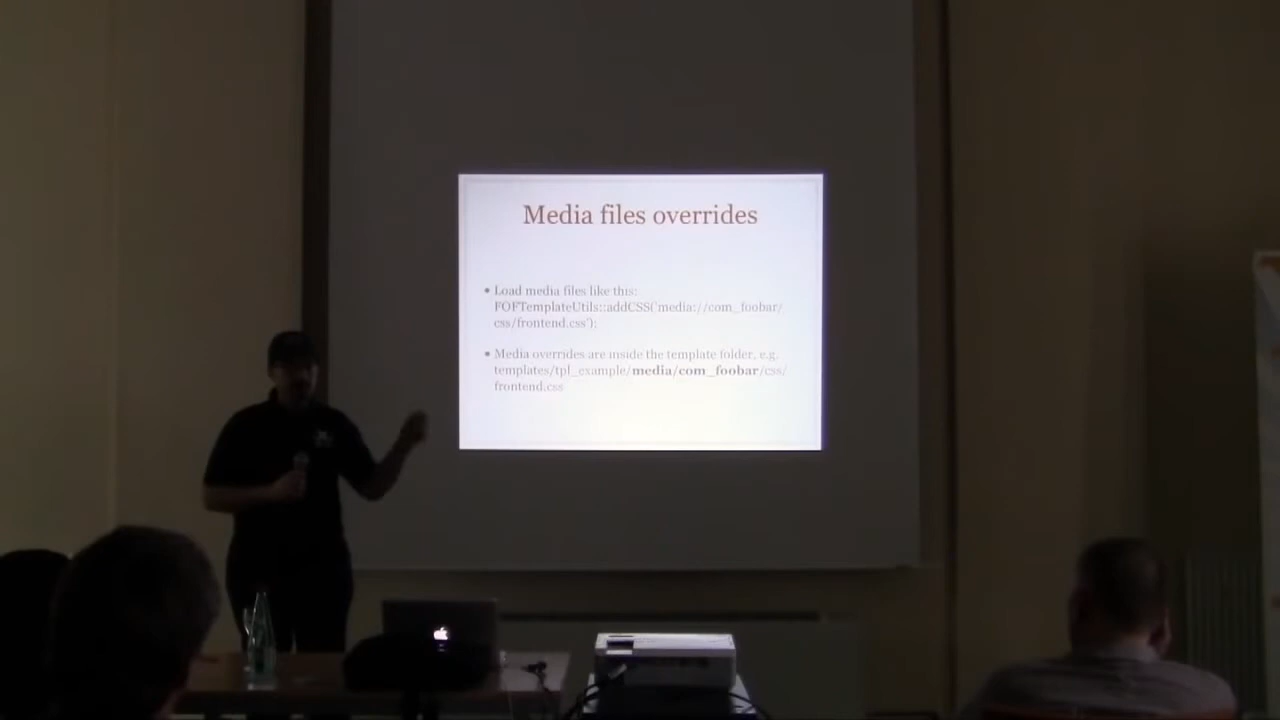 Media files overrides
• Load media files like this:
FOFTemplateUtils::addCSS('media://com_foobar/
css/frontend.css');
• Media overrides are inside the template folder, e.g.
templates/tpl_example/media/com_foobar/css/
frontend.css